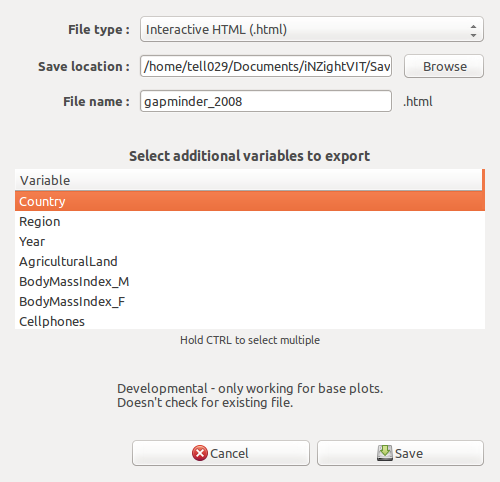 File type : Interactive HTML (.html)
Save location : /home/tell029/Documents/iNZightVIT/Sav Browse
File name : gapminder_2008 .html
Select additional variables to export
Variable
Country
Region
Year
AgriculturalLand
BodyMassIndex_M
BodyMassIndex_F
Cellphones
Hold CTRL to select multiple
Developmental - only working for base plots.
Doesn't check for existing file.
Cancel Save